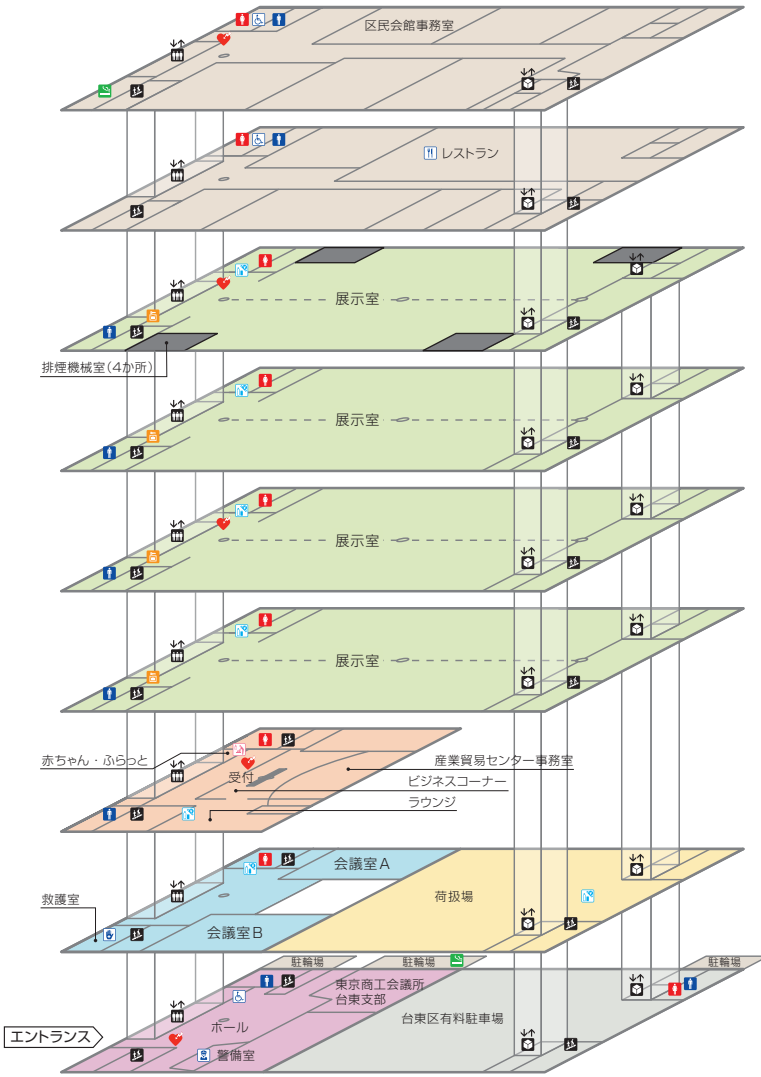 区民会館事務室
レストラン
展示室
排煙機械室(4か所)
展示室
展示室
展示室
赤ちゃん・ふらっと
受付
産業貿易センター事務室
ビジネスコーナー
ラウンジ
会議室A
救護室
荷扱場
会議室B
駐輪場
駐輪場
駐輪場
東京商工会議所
台東支部
台東区有料駐車場
ホール
エントランス
警備室